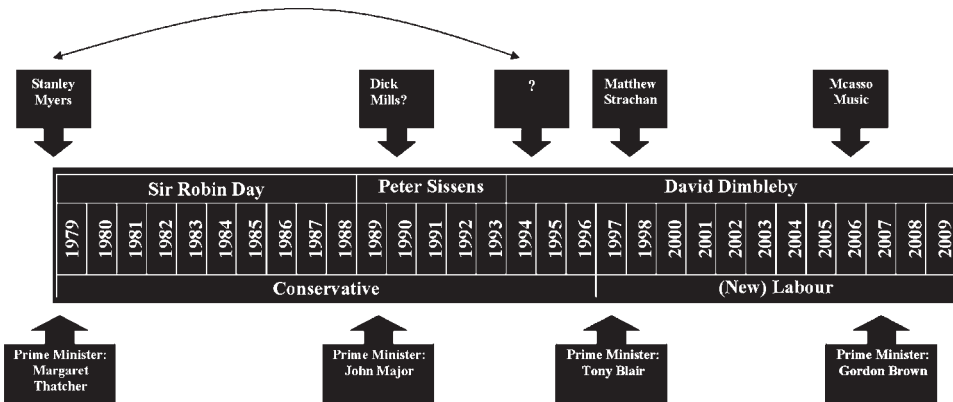 Stanley
Myers
Dick
Mills?
?
Matthew
Strachan
Mcasso
Music
Sir Robin Day
Peter Sissens
David Dimbleby
1979
1980
1981
1982
1983
1984
1985
1986
1987
1988
1989
1990
1991
1992
1993
1994
1995
1996
1997
1998
2000
2001
2002
2003
2004
2005
2006
2007
2008
2009
Conservative
(New) Labour
Prime Minister:
Margaret
Thatcher
Prime Minister:
John Major
Prime Minister:
Tony Blair
Prime Minister:
Gordon Brown